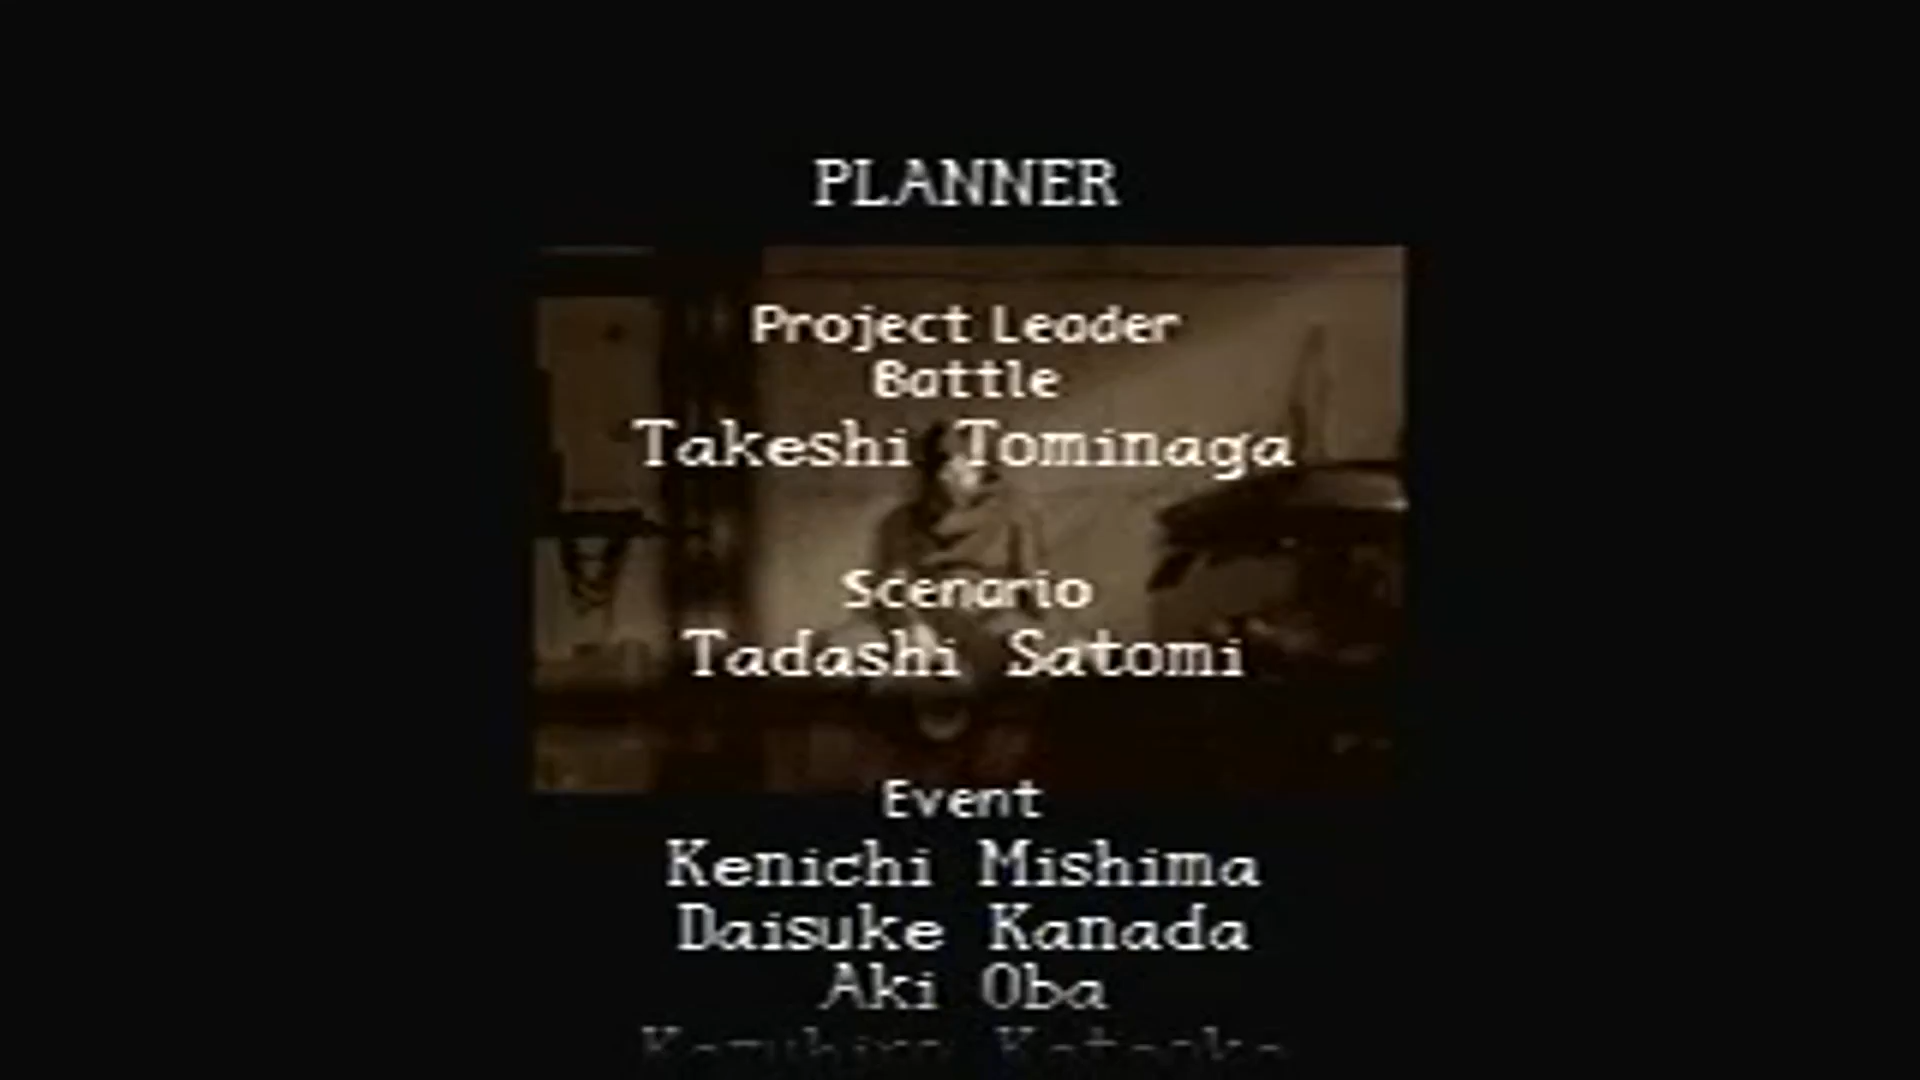 PLANNER
Project Leader
Battle
Takeshi Tominaga
Scenario
Tadashi Satomi
Event
Kenichi Mishima
Daisuke Kanada
Aki Oba